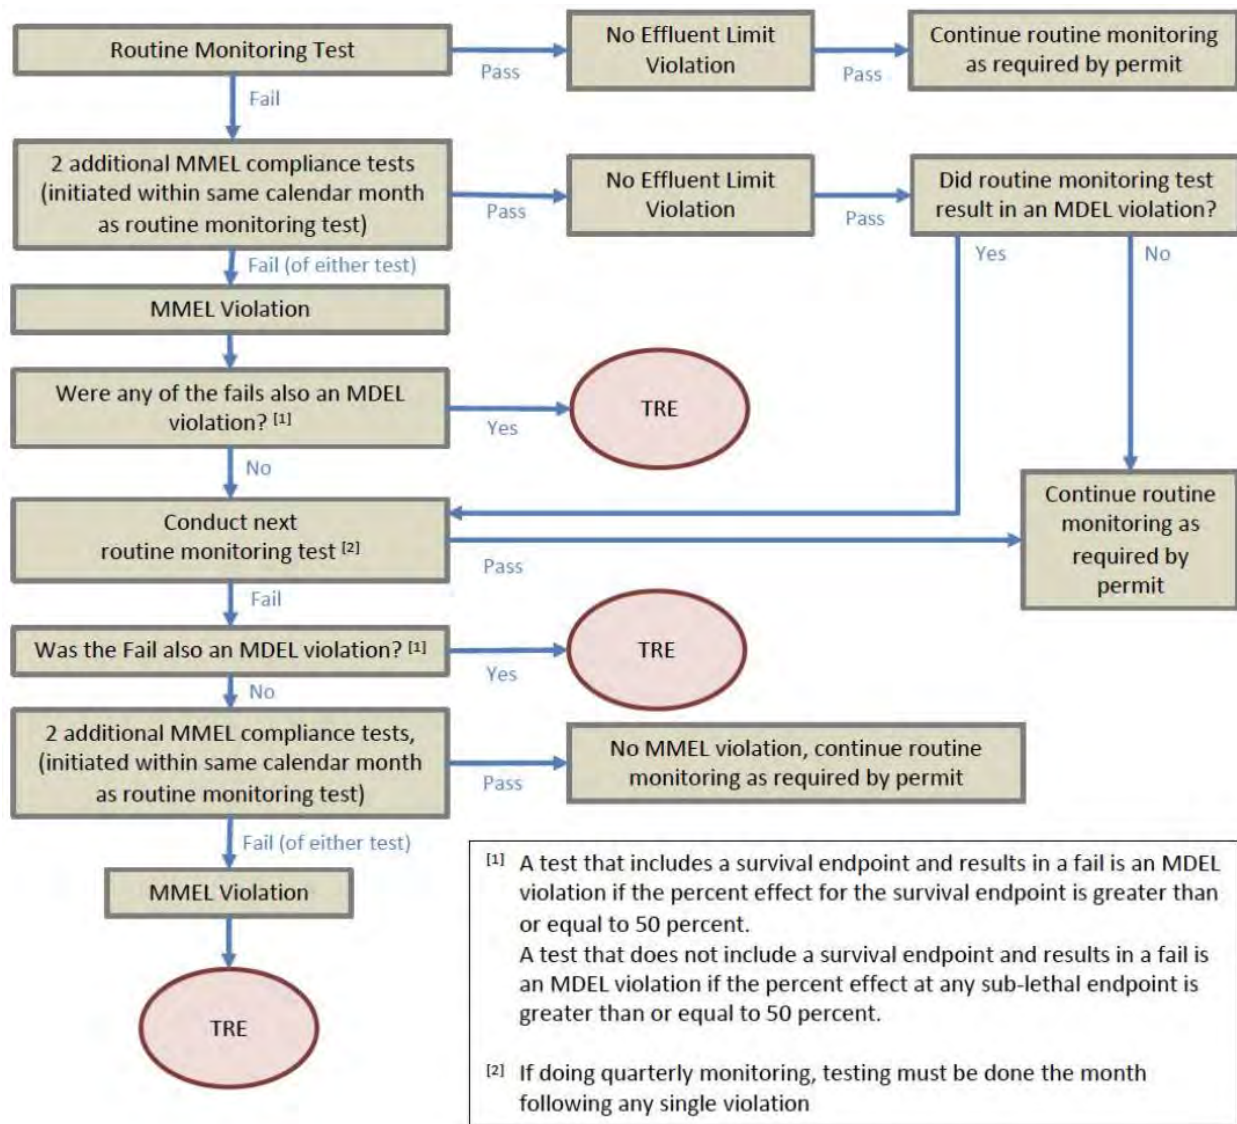 Routine Monitoring Test
Pass
No Effluent Limit
Violation
Pass
Continue routine monitoring
as required by permit
Fail
2 additional MMEL compliance tests
(initiated within same calendar month
as routine monitoring test)
Pass
No Effluent Limit
Violation
Pass
Did routine monitoring test
result in an MDEL violation?
Yes
No
Fail (of either test)
MMEL Violation
Were any of the fails also an MDEL
violation? [1]
Yes
TRE
No
Conduct next
routine monitoring test [2]
Pass
Continue routine
monitoring as
required by
permit
Fail
Was the Fail also an MDEL violation? [1]
Yes
TRE
No
2 additional MMEL compliance tests,
(initiated within same calendar month
as routine monitoring test)
Pass
No MMEL violation, continue routine
monitoring as required by permit
Fail (of either test)
MMEL Violation
TRE
[1] A test that includes a survival endpoint and results in a fail is an MDEL
violation if the percent effect for the survival endpoint is greater than
or equal to 50 percent.
A test that does not include a survival endpoint and results in a fail is
an MDEL violation if the percent effect at any sub-lethal endpoint is
greater than or equal to 50 percent.
[2] If doing quarterly monitoring, testing must be done the month
following any single violation